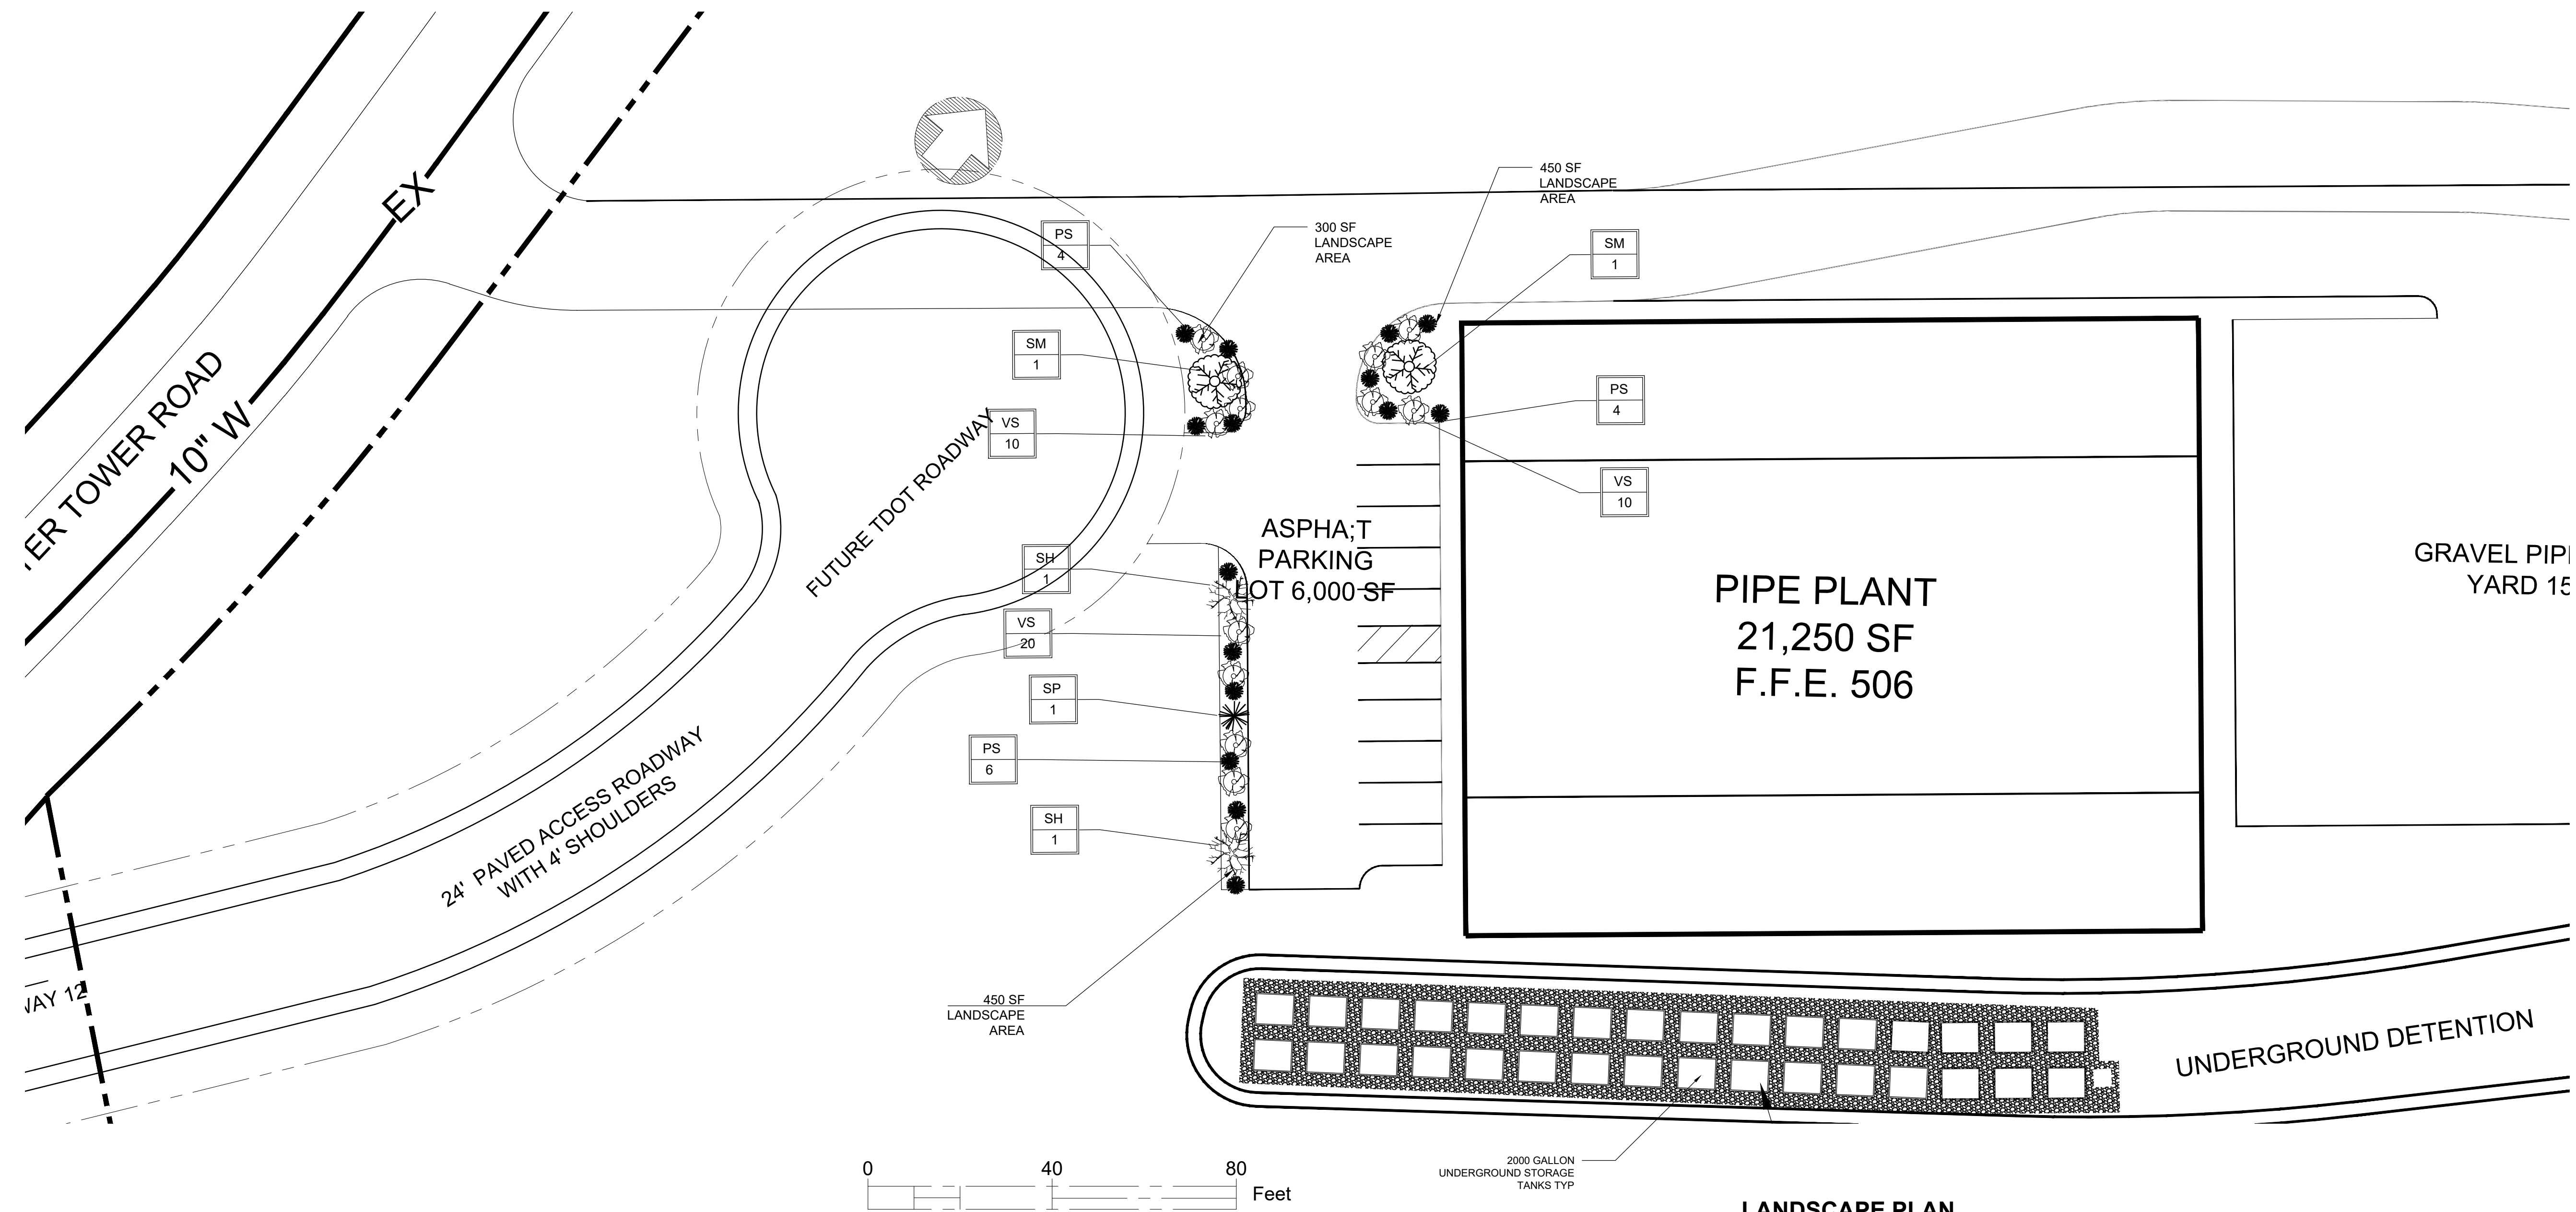 EX
10" W
ER TOWER ROAD
450 SF
LANDSCAPE
AREA
300 SF
LANDSCAPE
AREA
PS
4
SM
1
SM
1
PS
4
VS
10
VS
10
FUTURE TDOT ROADWAY
ASPHA;T
PARKING
LOT 6,000 SF
SH
1
VS
20
SP
1
PS
6
SH
1
PIPE PLANT
21,250 SF
F.F.E. 506
GRAVEL PIP
YARD 15
24' PAVED ACCESS ROADWAY
WITH 4' SHOULDERS
WAY 12
450 SF
LANDSCAPE
AREA
UNDERGROUND DETENTION
2000 GALLON
UNDERGROUND STORAGE
TANKS TYP
0 40 80
Feet
LANDSCAPE PLAN